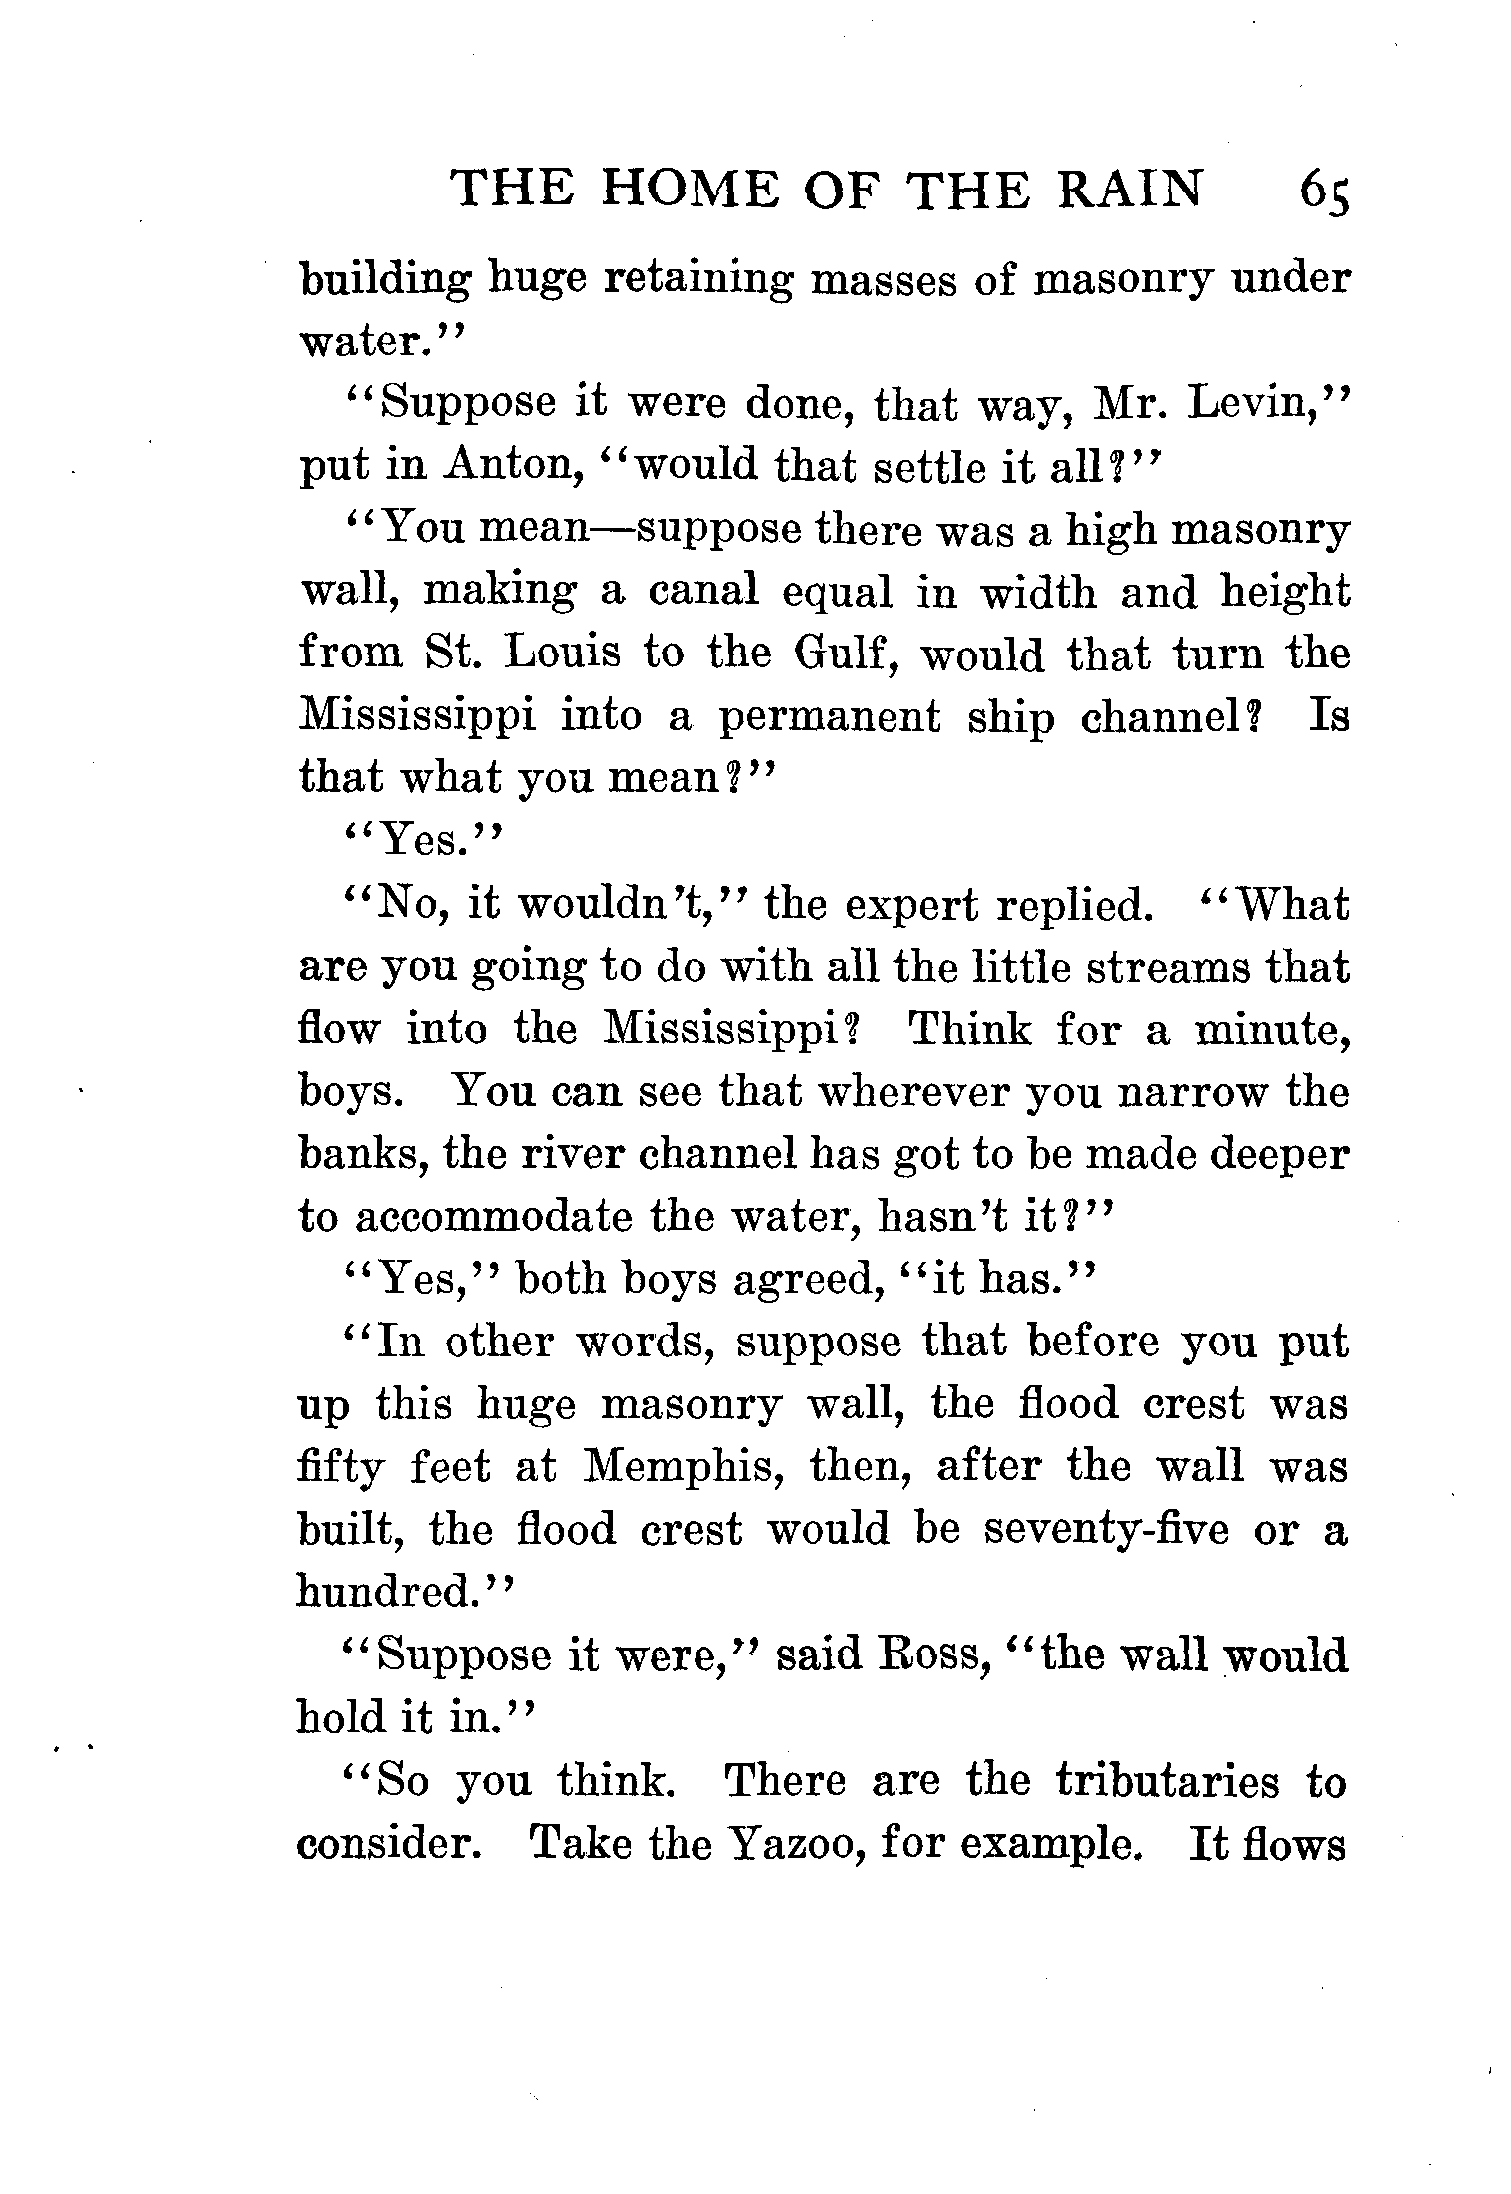 THE HOME OF THE RAIN 65
building huge retaining masses of masonry under
water."
"Suppose it were done, that way, Mr. Levin,"
put in Anton, "would that settle it all?"
"You mean—suppose there was a high masonry
wall, making a canal equal in width and height
from St. Louis to the Gulf, would that turn the
Mississippi into a permanent ship channel? Is
that what you mean?"
"Yes."
"No, it wouldn't," the expert replied. "What
are you going to do with all the little streams that
flow into the Mississippi? Think for a minute,
boys. You can see that wherever you narrow the
banks, the river channel has got to be made deeper
to accommodate the water, hasn't it?"
"Yes," both boys agreed, "it has."
"In other words, suppose that before you put
up this huge masonry wall, the flood crest was
fifty feet at Memphis, then, after the wall was
built, the flood crest would be seventy-five or a
hundred."
"Suppose it were," said Ross, "the wall would
hold it in."
"So you think. There are the tributaries to
consider. Take the Yazoo, for example. It flows